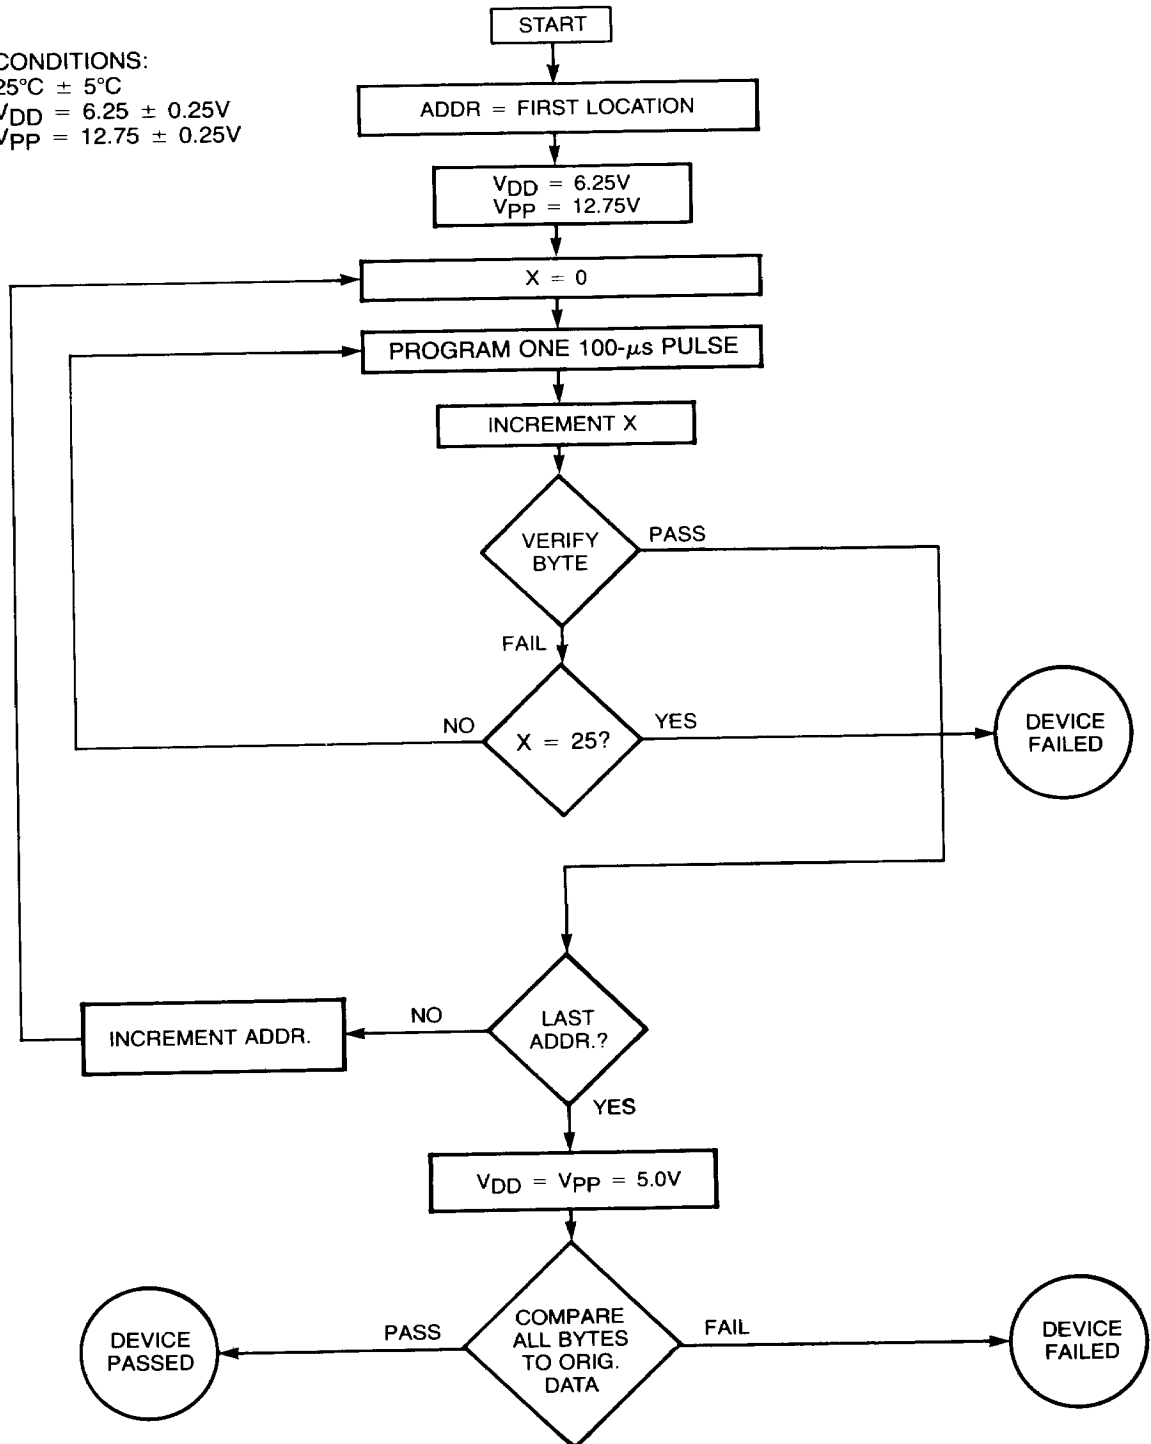 START
CONDITIONS:
25°C ± 5°C
VDD = 6.25 ± 0.25V
VPP = 12.75 ± 0.25V
ADDR = FIRST LOCATION
VDD = 6.25V
VPP = 12.75V
X = 0
PROGRAM ONE 100-μs PULSE
INCREMENT X
VERIFY
BYTE
PASS
FAIL
NO
X = 25?
YES
DEVICE
FAILED
INCREMENT ADDR.
NO
LAST
ADDR.?
YES
VDD = VPP = 5.0V
DEVICE
PASSED
PASS
COMPARE
ALL BYTES
TO ORIG.
DATA
FAIL
DEVICE
FAILED